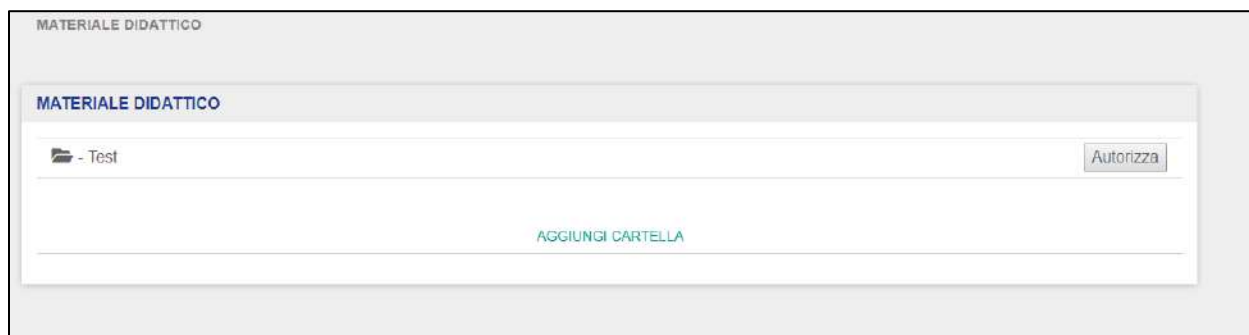 MATERIALE DIDATTICO
MATERIALE DIDATTICO
- Test
Autorizza
AGGIUNGI CARTELLA